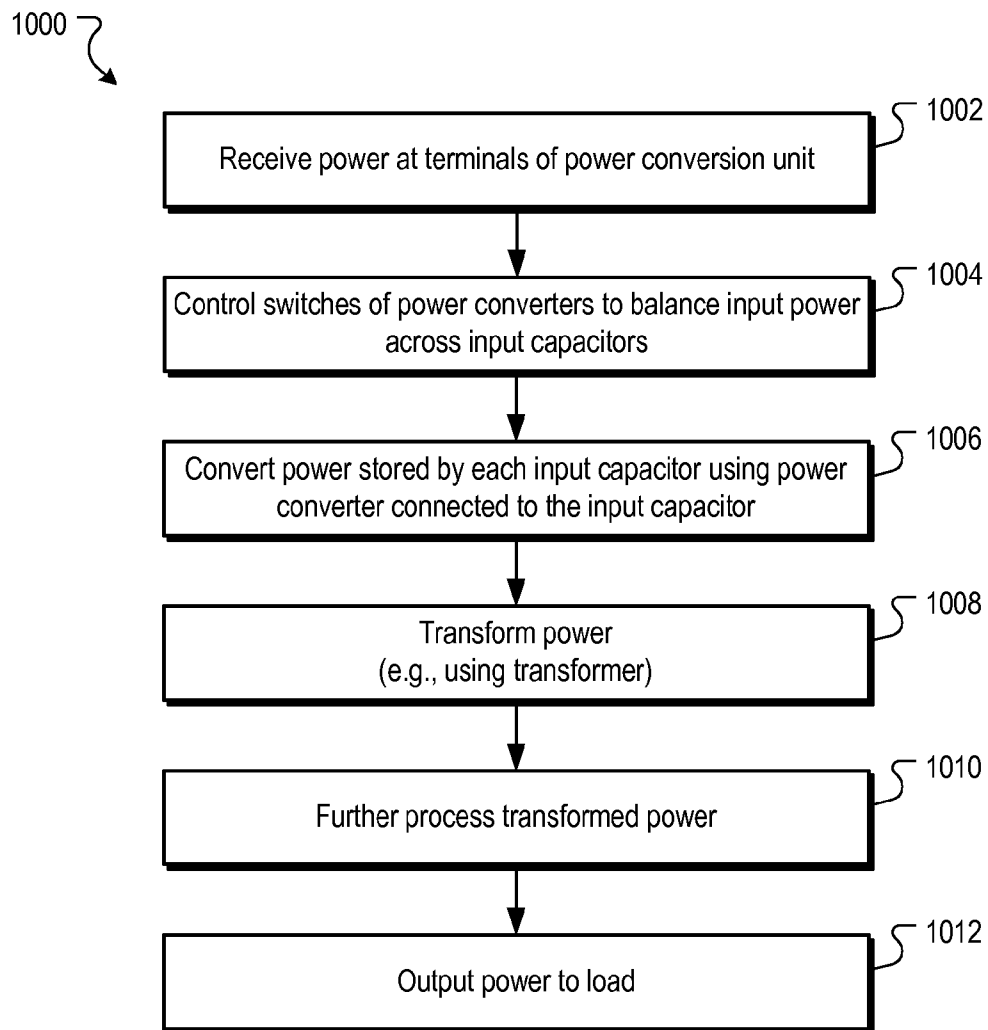 1000
1002
Receive power at terminals of power conversion unit
1004
Control switches of power converters to balance input power
across input capacitors
1006
Convert power stored by each input capacitor using power
converter connected to the input capacitor
1008
Transform power
(e.g., using transformer)
1010
Further process transformed power
1012
Output power to load